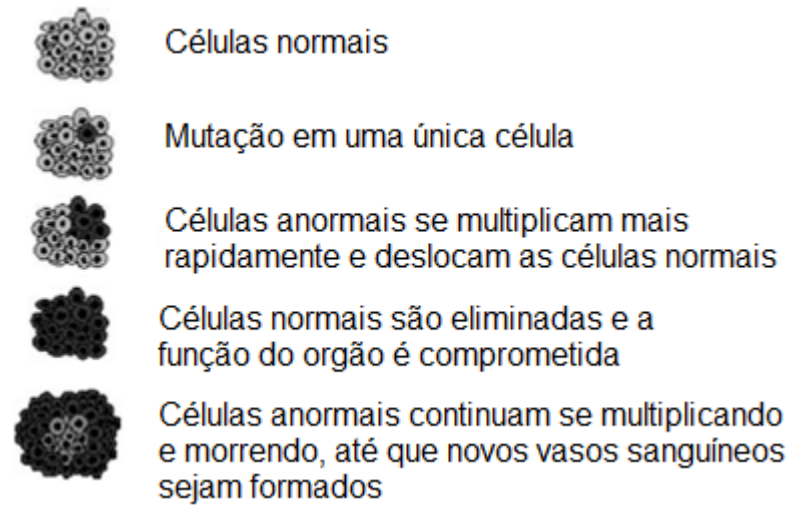 Células normais
Mutação em uma única célula
Células anormais se multiplicam mais
rapidamente e deslocam as células normais
Células normais são eliminadas e a
função do orgão é comprometida
Células anormais continuam se multiplicando
e morrendo, até que novos vasos sanguíneos
sejam formados